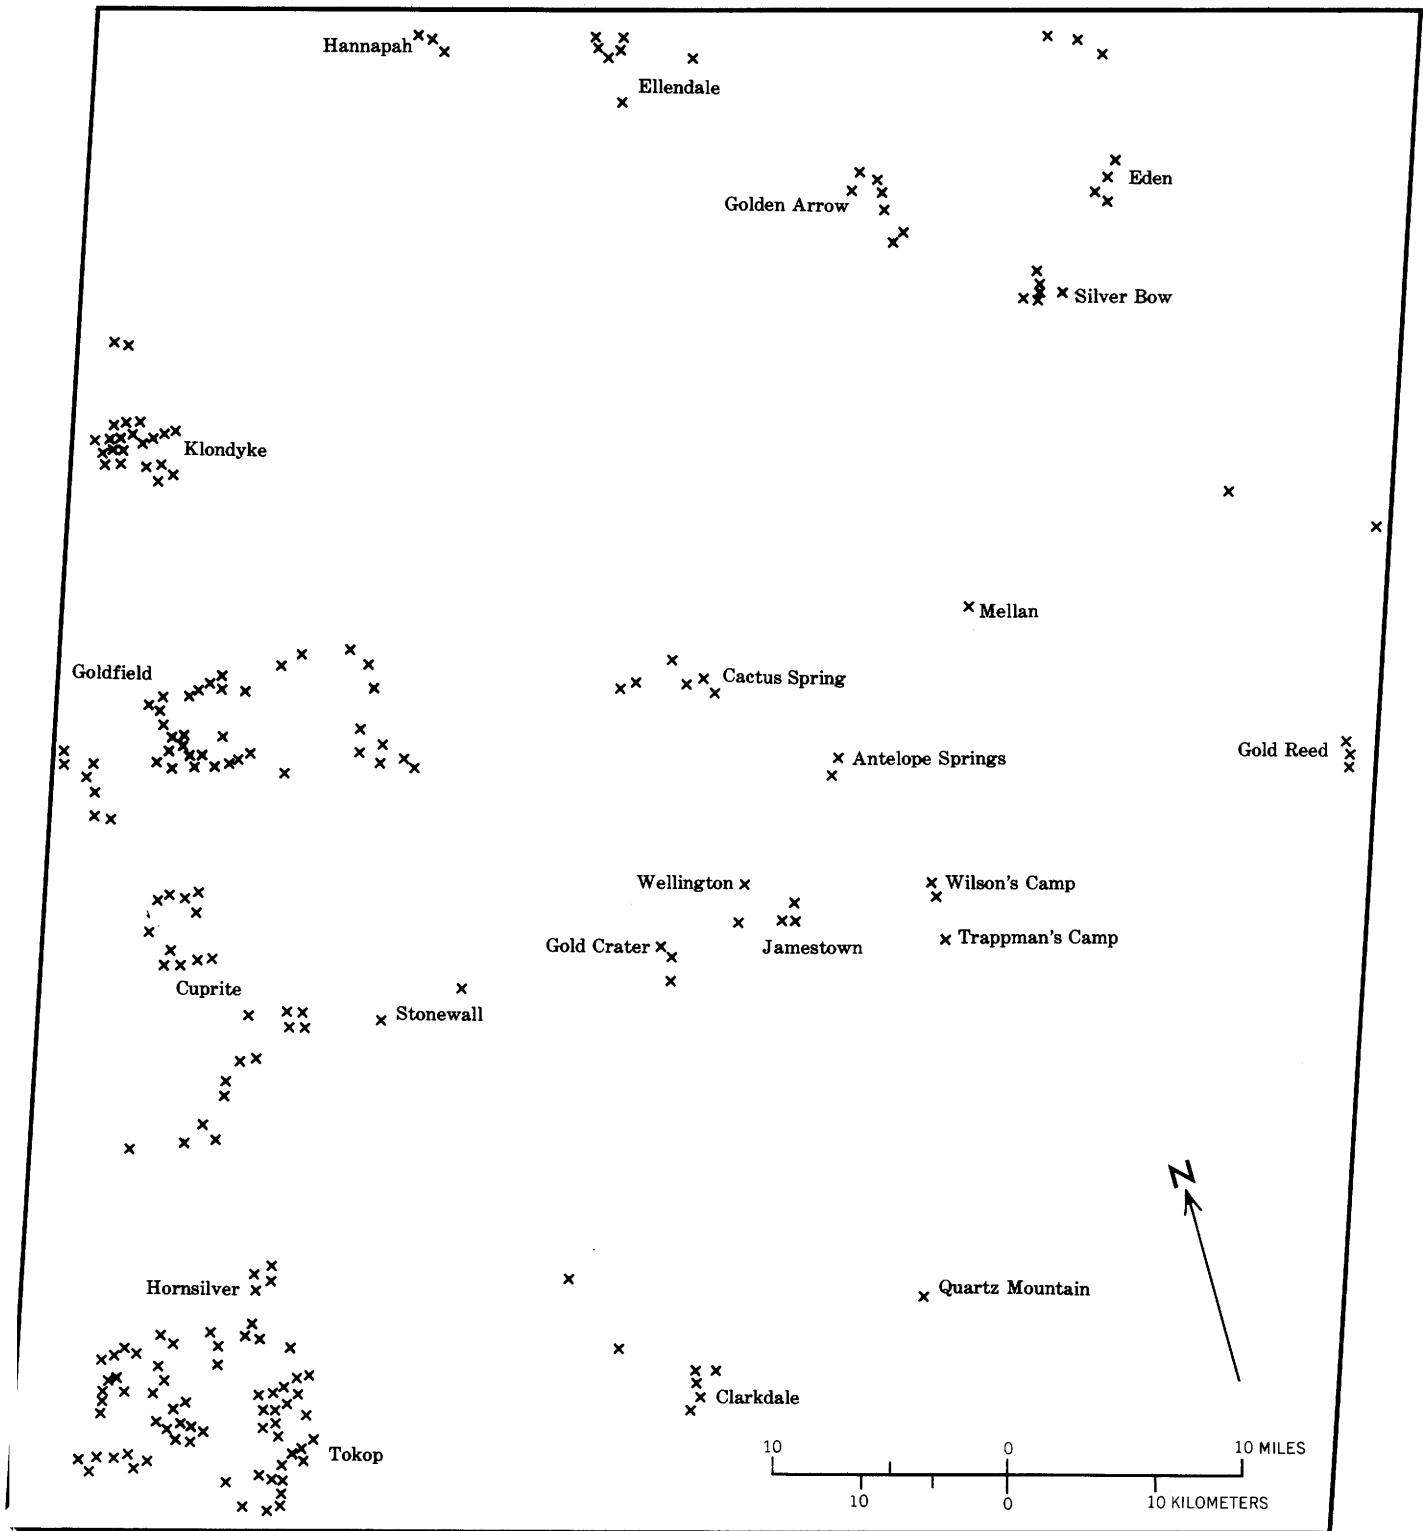 Hannapah
Ellendale
Eden
Golden Arrow
Silver Bow
Klondyke
Mellan
Goldfield
Cactus Spring
Gold Reed
Antelope Springs
Wellington
Wilson's Camp
Trappman's Camp
Gold Crater
Jamestown
Cuprite
Stonewall
N
Hornsilver
Quartz Mountain
Clarkdale
Tokop
10 0 10 MILES
10 0 10 KILOMETERS